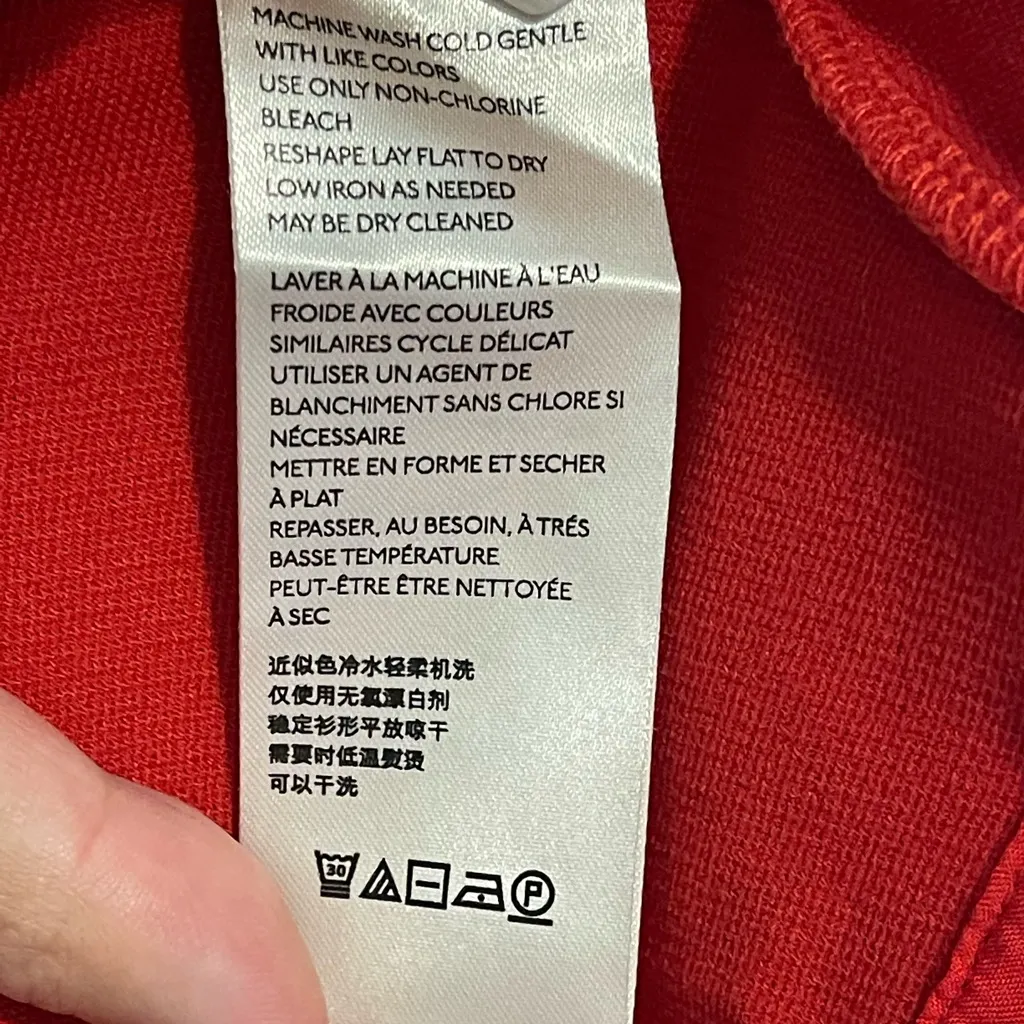 MACHINE WASH COLD GENTLE
WITH LIKE COLORS
USE ONLY NON-CHLORINE
BLEACH
RESHAPE LAY FLAT TO DRY
LOW IRON AS NEEDED
MAY BE DRY CLEANED
LAVER À LA MACHINE À L'EAU
FROIDE AVEC COULEURS
SIMILAIRES CYCLE DÉLICAT
UTILISER UN AGENT DE
BLANCHIMENT SANS CHLORE SI
NÉCESSAIRE
METTRE EN FORME ET SECHER
À PLAT
REPASSER, AU BESOIN, À TRÉS
BASSE TEMPÉRATURE
PEUT-ÊTRE ÊTRE NETTOYÉE
À SEC
近似色冷水轻柔机洗
仅使用无氯漂白剂
稳定衫形平放晾干
需要时低温熨烫
可以干洗
30 P